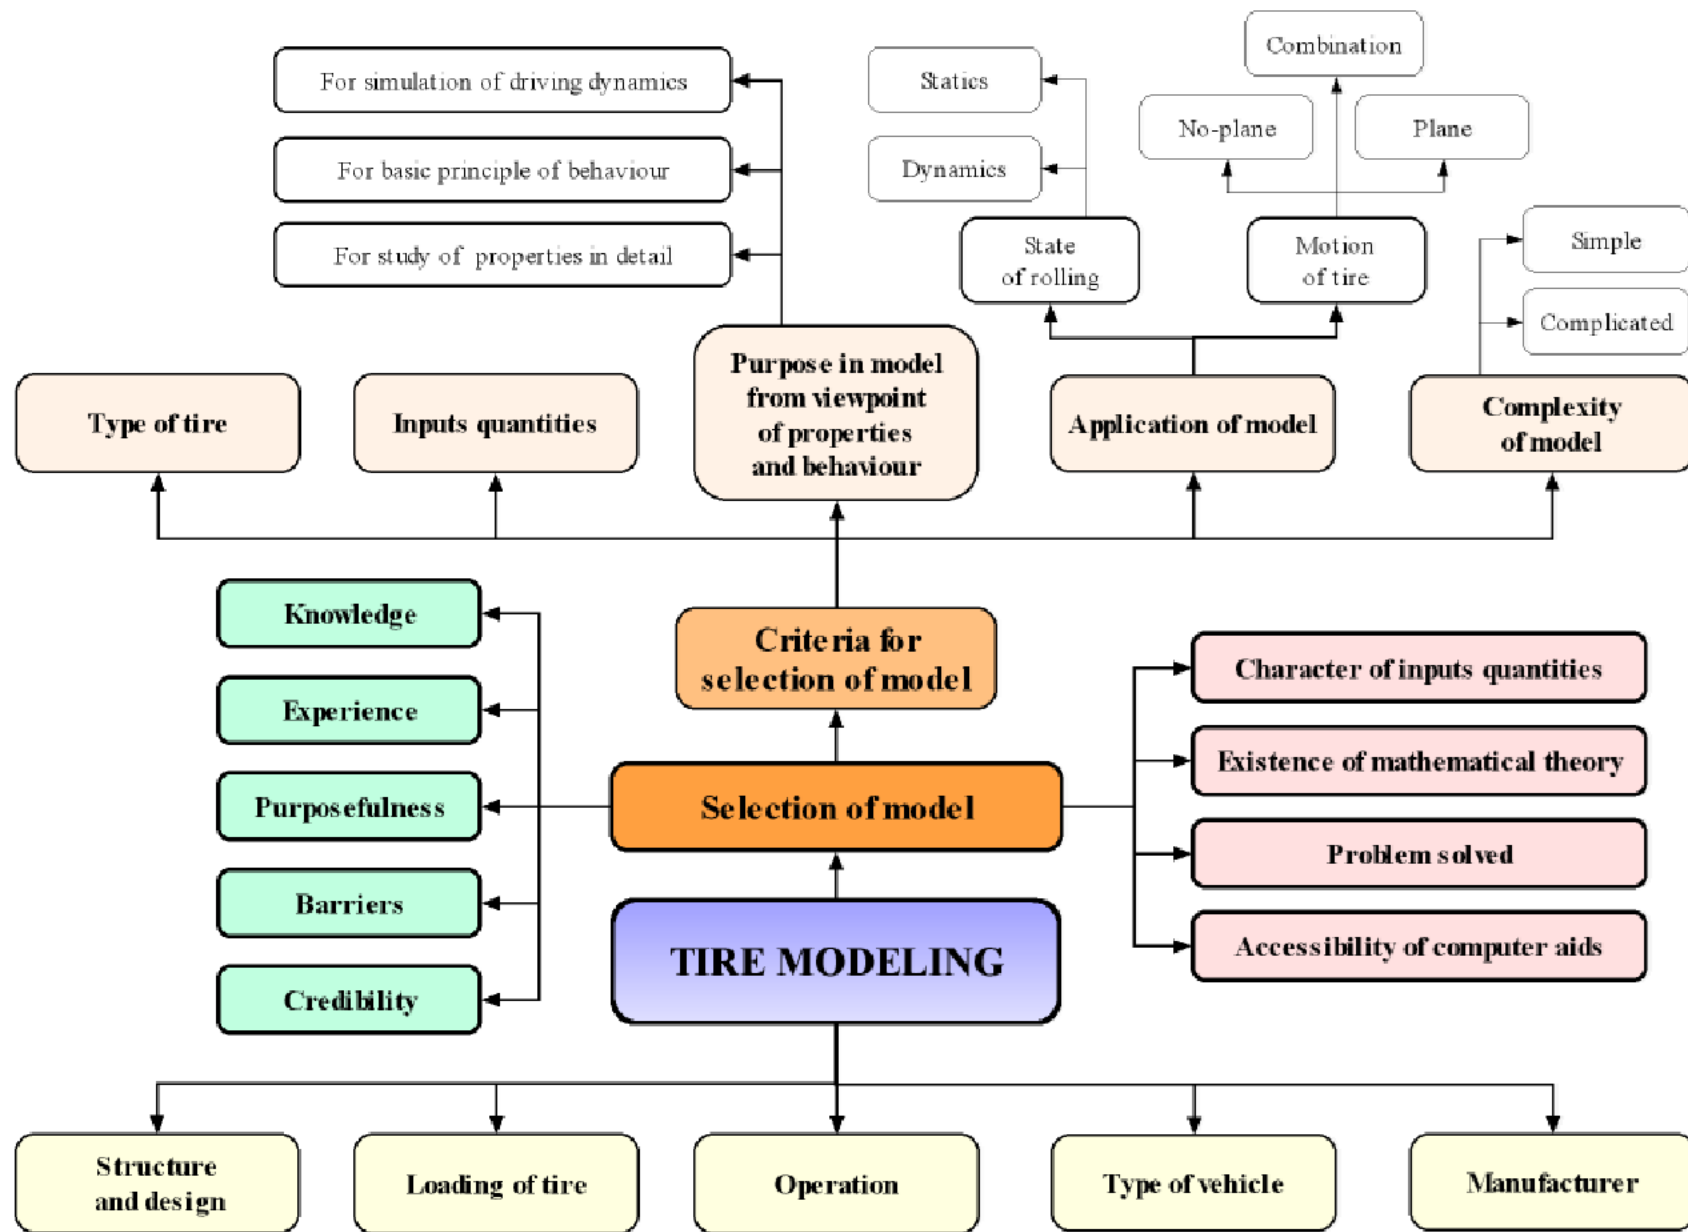 Combination
For simulation of driving dynamics
Statics
No-plane
Plane
For basic principle of behaviour
Dynamics
For study of properties in detail
State
of rolling
Motion
of tire
Simple
Complicated
Type of tire
Inputs quantities
Purpose in model
from viewpoint
of properties
and behaviour
Application of model
Complexity
of model
Knowledge
Experience
Purposefulness
Barriers
Credibility
Criteria for
selection of model
Selection of model
TIRE MODELING
Character of inputs quantities
Existence of mathematical theory
Problem solved
Accessibility of computer aids
Structure
and design
Loading of tire
Operation
Type of vehicle
Manufacturer